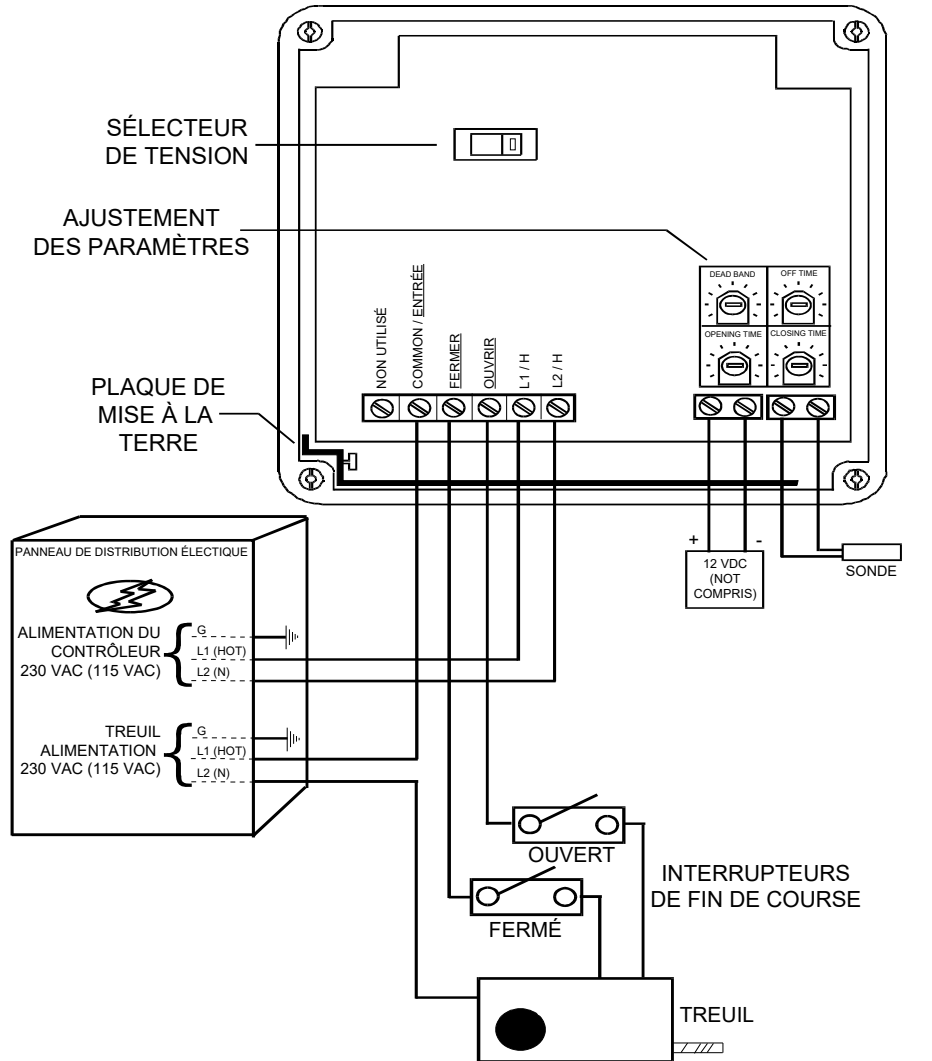 SÉLECTEUR
DE TENSION
AJUSTEMENT
DES PARAMÈTRES
DEAD BAND
OFF TIME
OPENING TIME
CLOSING TIME
NON UTILISÉ
COMMON / ENTRÉE
FERMER
OUVRIR
L1 / H
L2 / H
PLAQUE DE
MISE À LA
TERRE
+
-
12 VDC
(NOT
COMPRIS)
SONDE
PANNEAU DE DISTRIBUTION ÉLECTIQUE
ALIMENTATION DU
CONTRÔLEUR
230 VAC (115 VAC)
G
L1 (HOT)
L2 (N)
TREUIL
ALIMENTATION
230 VAC (115 VAC)
G
L1 (HOT)
L2 (N)
OUVERT
FERMÉ
INTERRUPTEURS
DE FIN DE COURSE
TREUIL